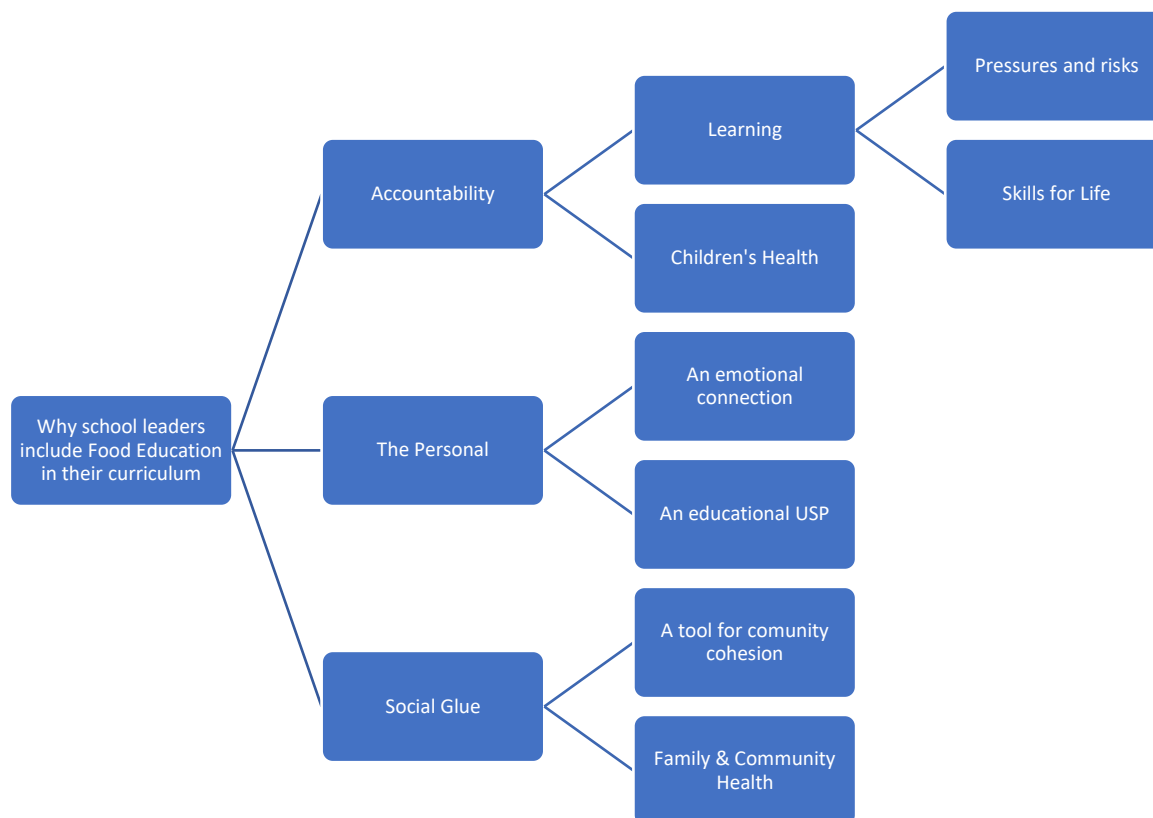 Pressures and risks
Learning
Accountability
Skills for Life
Children's Health
An emotional
connection
Why school leaders
include Food Education
in their curriculum
The Personal
An educational USP
A tool for comunity
cohesion
Social Glue
Family & Community
Health